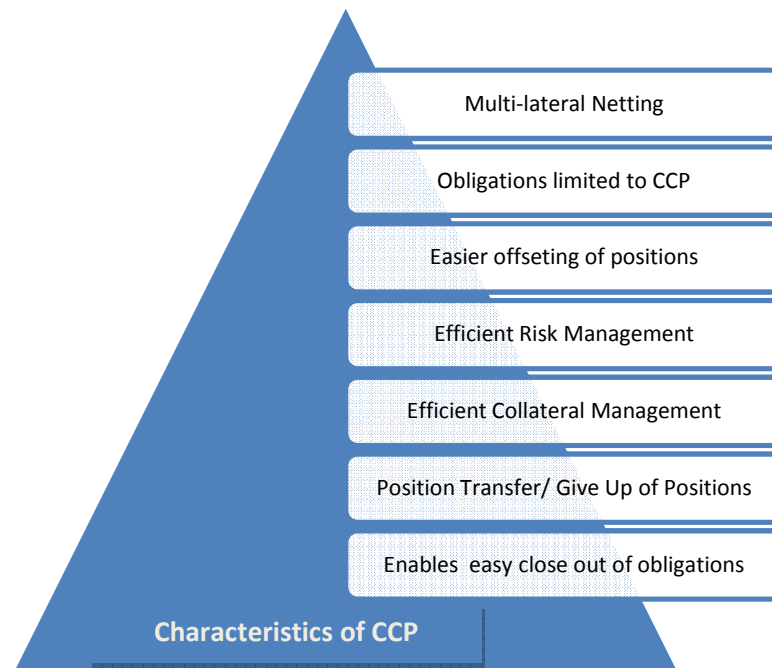 Multi-lateral Netting
Obligations limited to CCP
Easier offseting of positions
Efficient Risk Management
Efficient Collateral Management
Position Transfer/ Give Up of Positions
Enables  easy close out of obligations
Characteristics of CCP